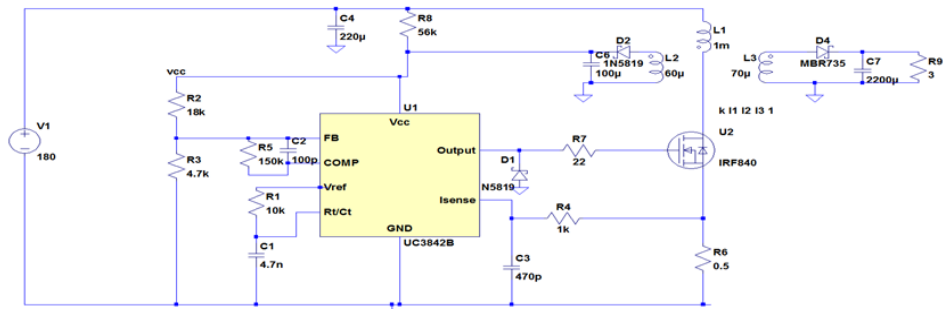 C4
220µ
R8
56k
L1
1m
D2
1N5819
C6
100µ
L2
60µ
L3
70µ
D4
MBR735
C7
2200µ
R9
3
vcc
R2
18k
U1
Vcc
k l1 l2 l3 1
V1
180
R3
4.7k
R5
150k
C2
100p
FB
COMP
Vref
Rt/Ct
GND
Output
Isense
UC3842B
R1
10k
C1
4.7n
D1
N5819
R7
22
U2
IRF840
R4
1k
C3
470p
R6
0.5